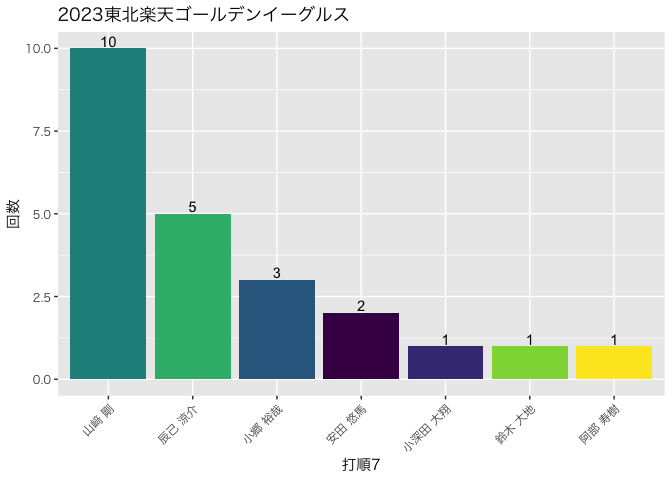 2023東北楽天ゴールデンイーグルス
回数
10.0
7.5
5.0
2.5
0.0
10
5
3
2
1
1
1
山﨑 剛
辰己 涼介
小郷 裕哉
安田 悠馬
小深田 大翔
鈴木 大地
阿部 寿樹
打順7